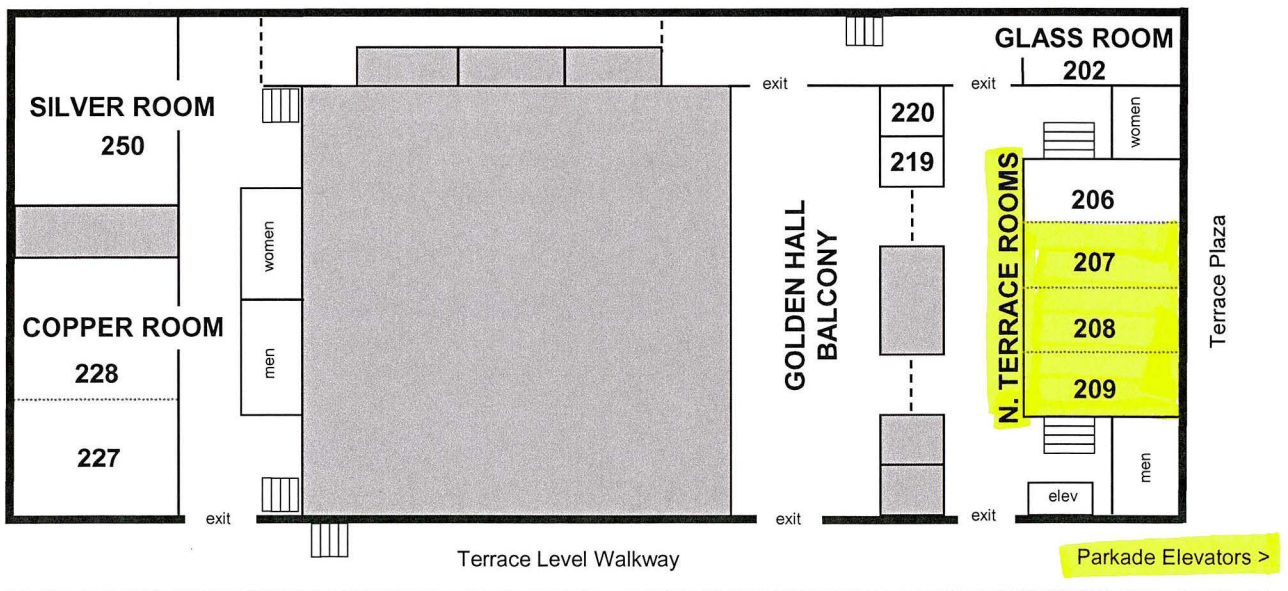 GLASS ROOM
202
exit
exit
SILVER ROOM
250
220
219
women
N. TERRACE ROOMS
206
207
208
209
women
men
GOLDEN HALL
BALCONY
Terrace Plaza
COPPER ROOM
228
227
elev
men
exit
exit
exit
Terrace Level Walkway
Parkade Elevators >